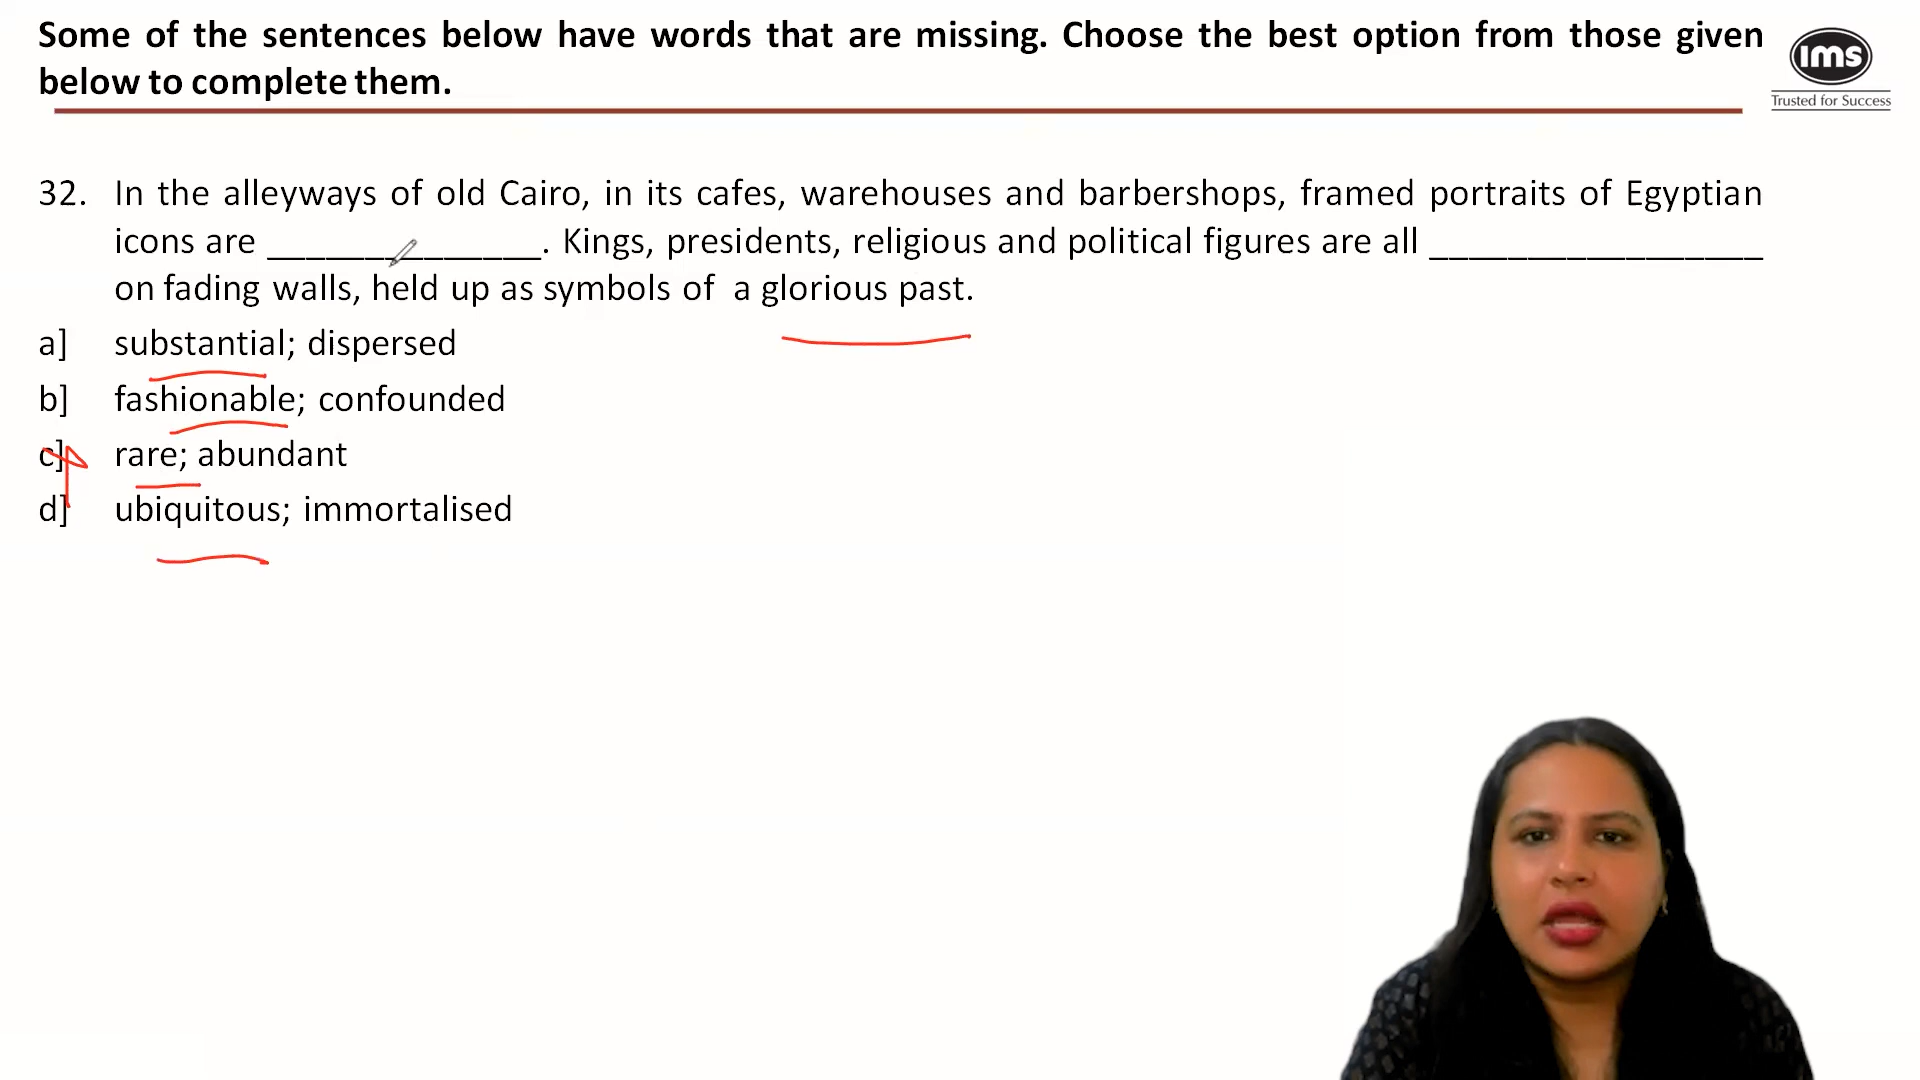 Some of the sentences below have words that are missing. Choose the best option from those given
below to complete them.
ims
Trusted for Success
32. In the alleyways of old Cairo, in its cafes, warehouses and barbershops, framed portraits of Egyptian
icons are ______________. Kings, presidents, religious and political figures are all _________________
on fading walls, held up as symbols of a glorious past.
a] substantial; dispersed
b] fashionable; confounded
c] rare; abundant
d] ubiquitous; immortalised